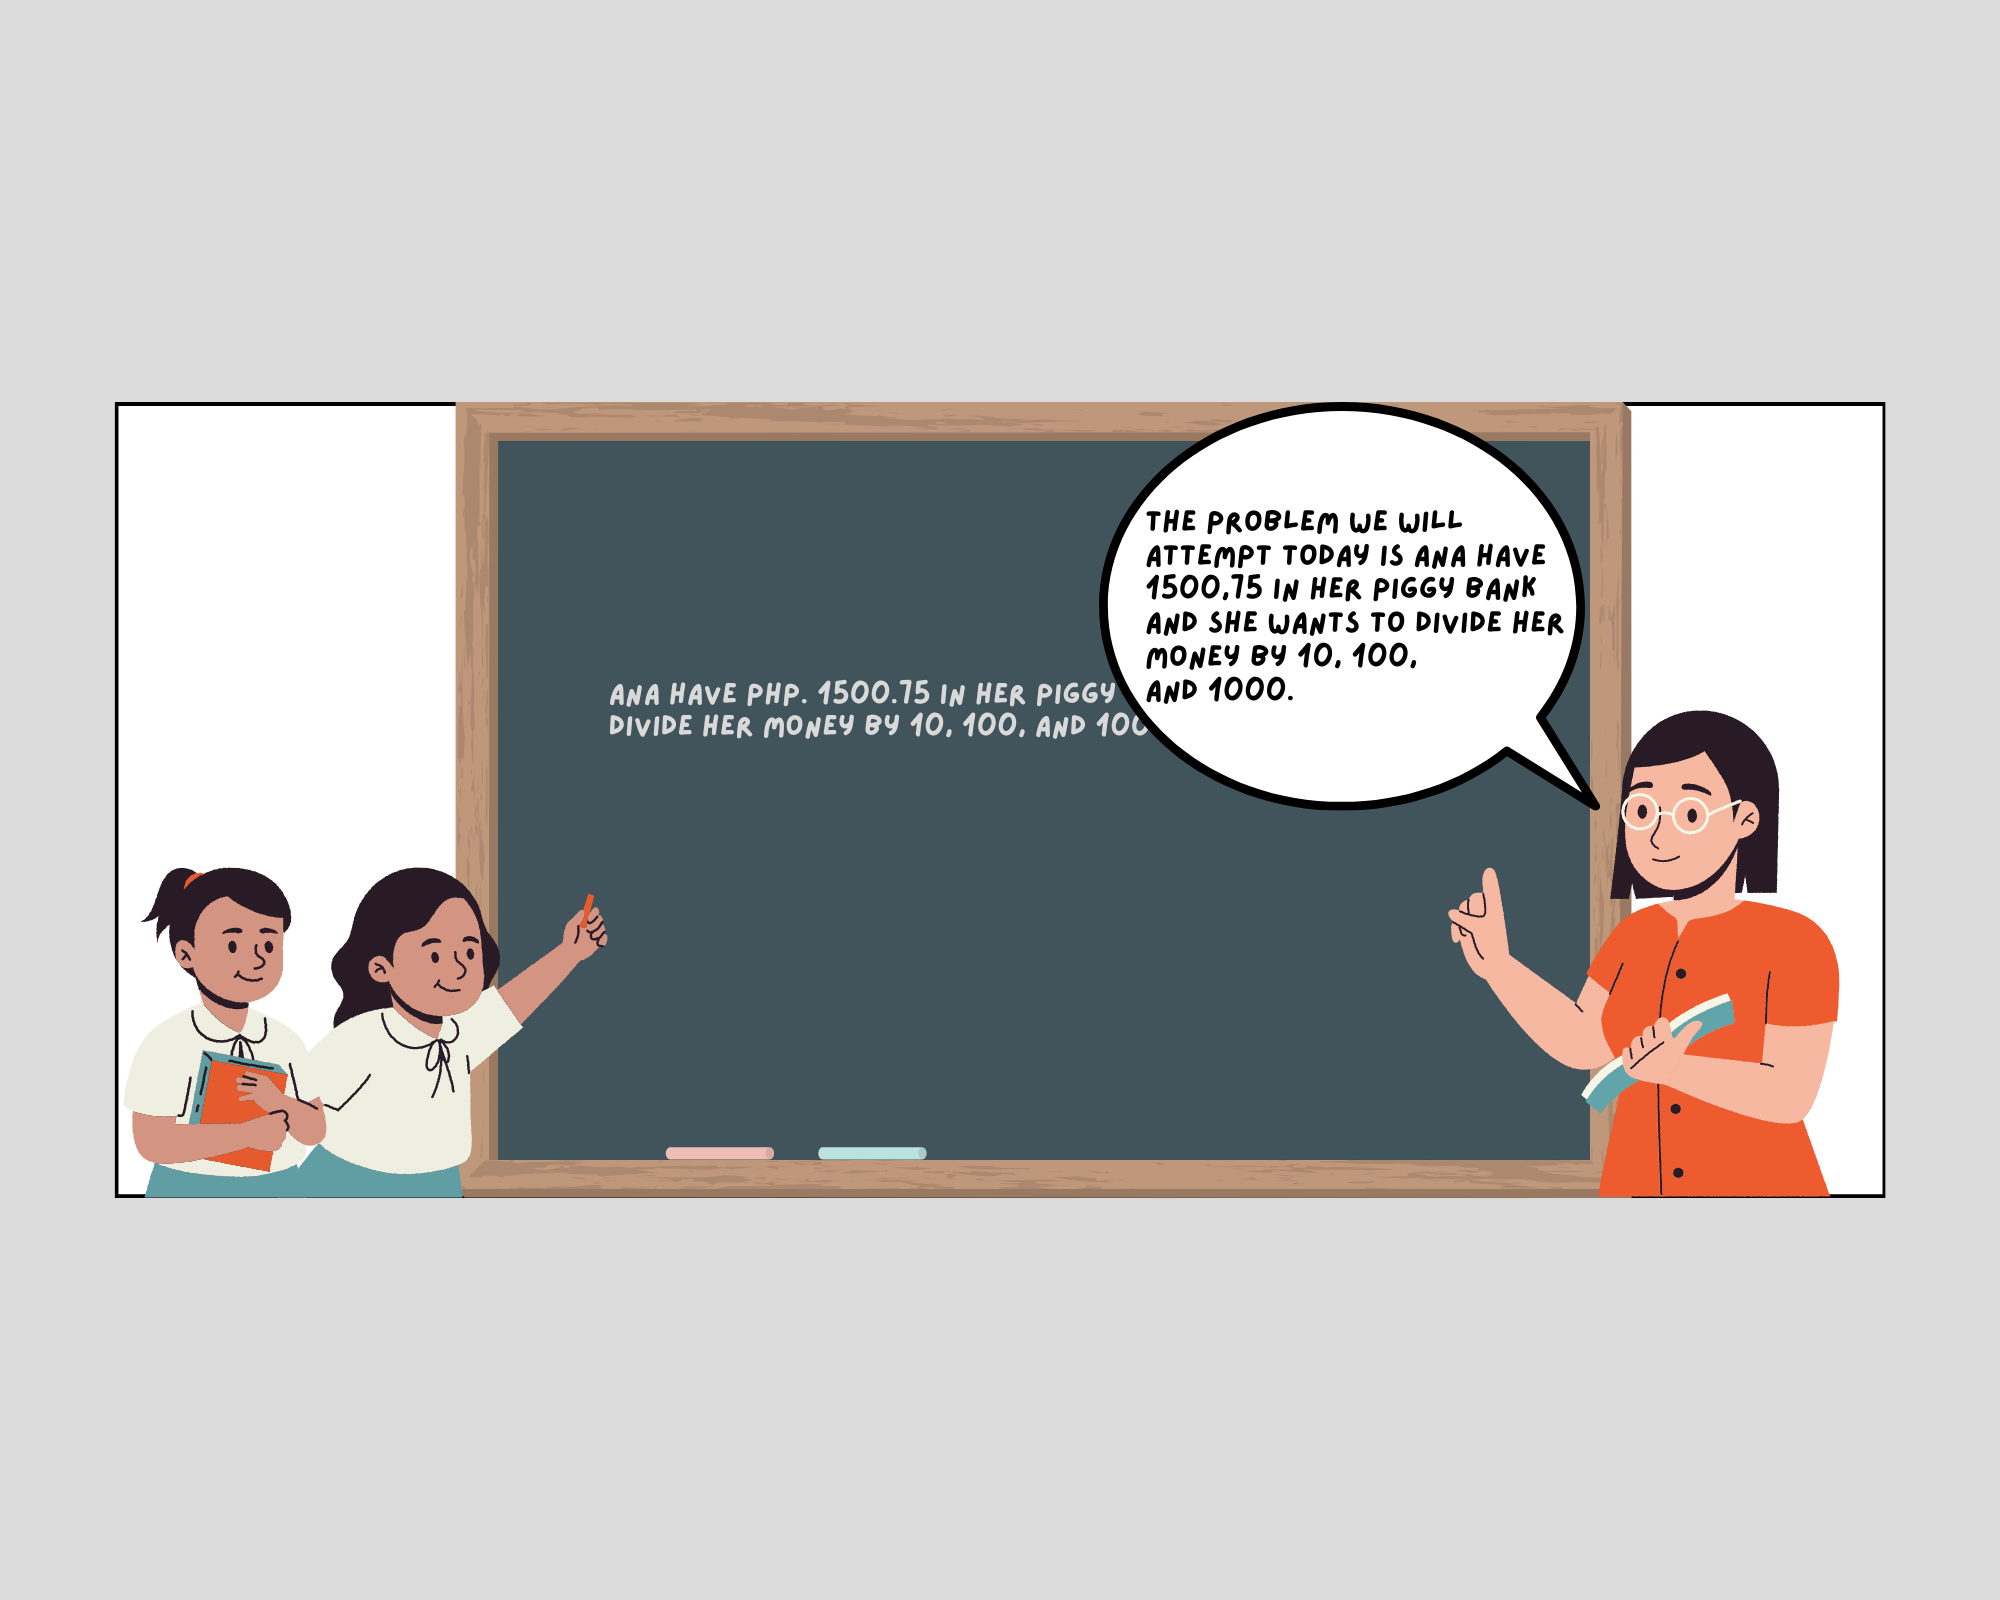 THE PROBLEM WE WILL
ATTEMPT TODAY IS ANA HAVE
1500,75 IN HER PIGGY BANK
AND SHE WANTS TO DIVIDE HER
MONEY BY 10, 100,
AND 1000.
ANA HAVE PHP. 1500.75 IN HER PIGGY
DIVIDE HER MONEY BY 10, 100, AND